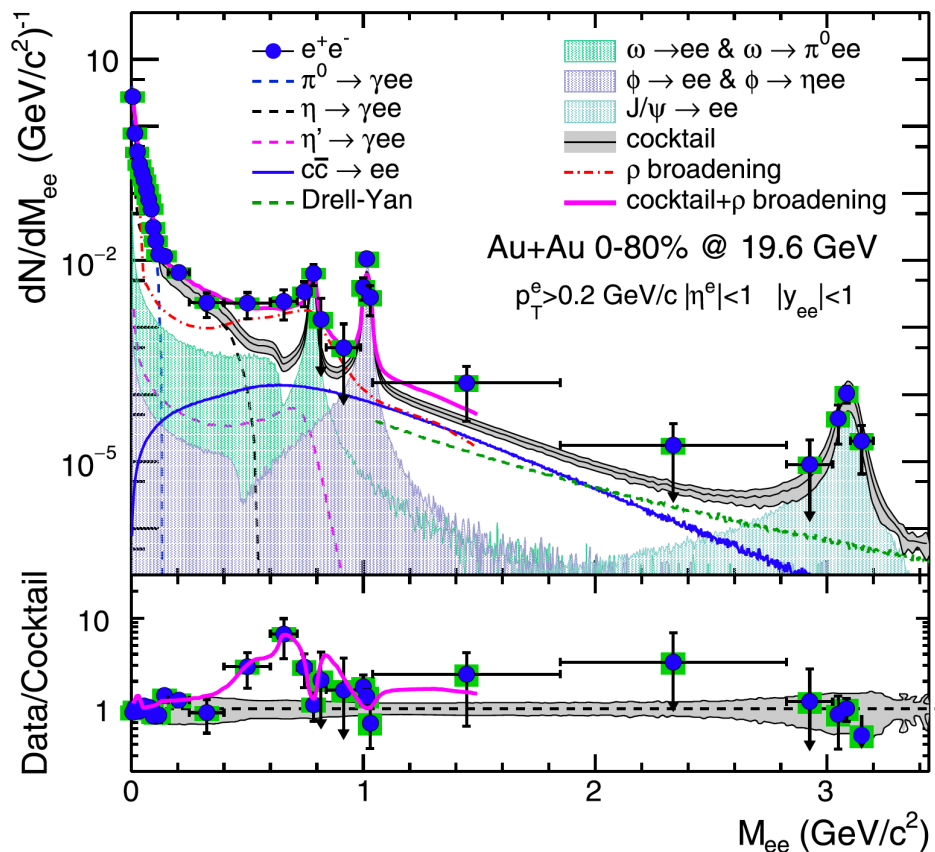 dN/dM_ee (GeV/c²)⁻¹
10
10⁻²
10⁻⁵
e⁺e⁻
π⁰ → γee
η → γee
η' → γee
cc̅ → ee
Drell-Yan
ω →ee & ω → π⁰ee
ϕ → ee & ϕ → ηee
J/ψ → ee
cocktail
ρ broadening
cocktail+ρ broadening
Au+Au 0-80% @ 19.6 GeV
p_T^e>0.2 GeV/c |η^e|<1 |y_ee|<1
Data/Cocktail
10
1
0 1 2 3
M_ee (GeV/c²)